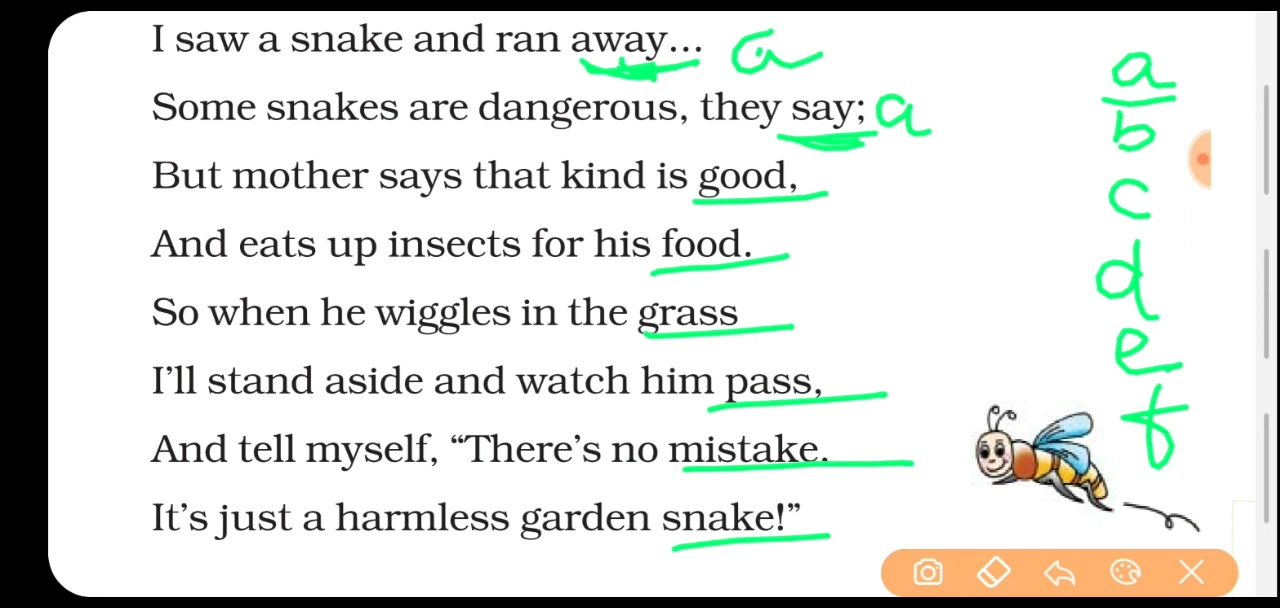 I saw a snake and ran away... a
Some snakes are dangerous, they say; a
But mother says that kind is good,
And eats up insects for his food.
So when he wiggles in the grass
I'll stand aside and watch him pass,
And tell myself, “There's no mistake.
It's just a harmless garden snake!”
a
b
c
d
e
f